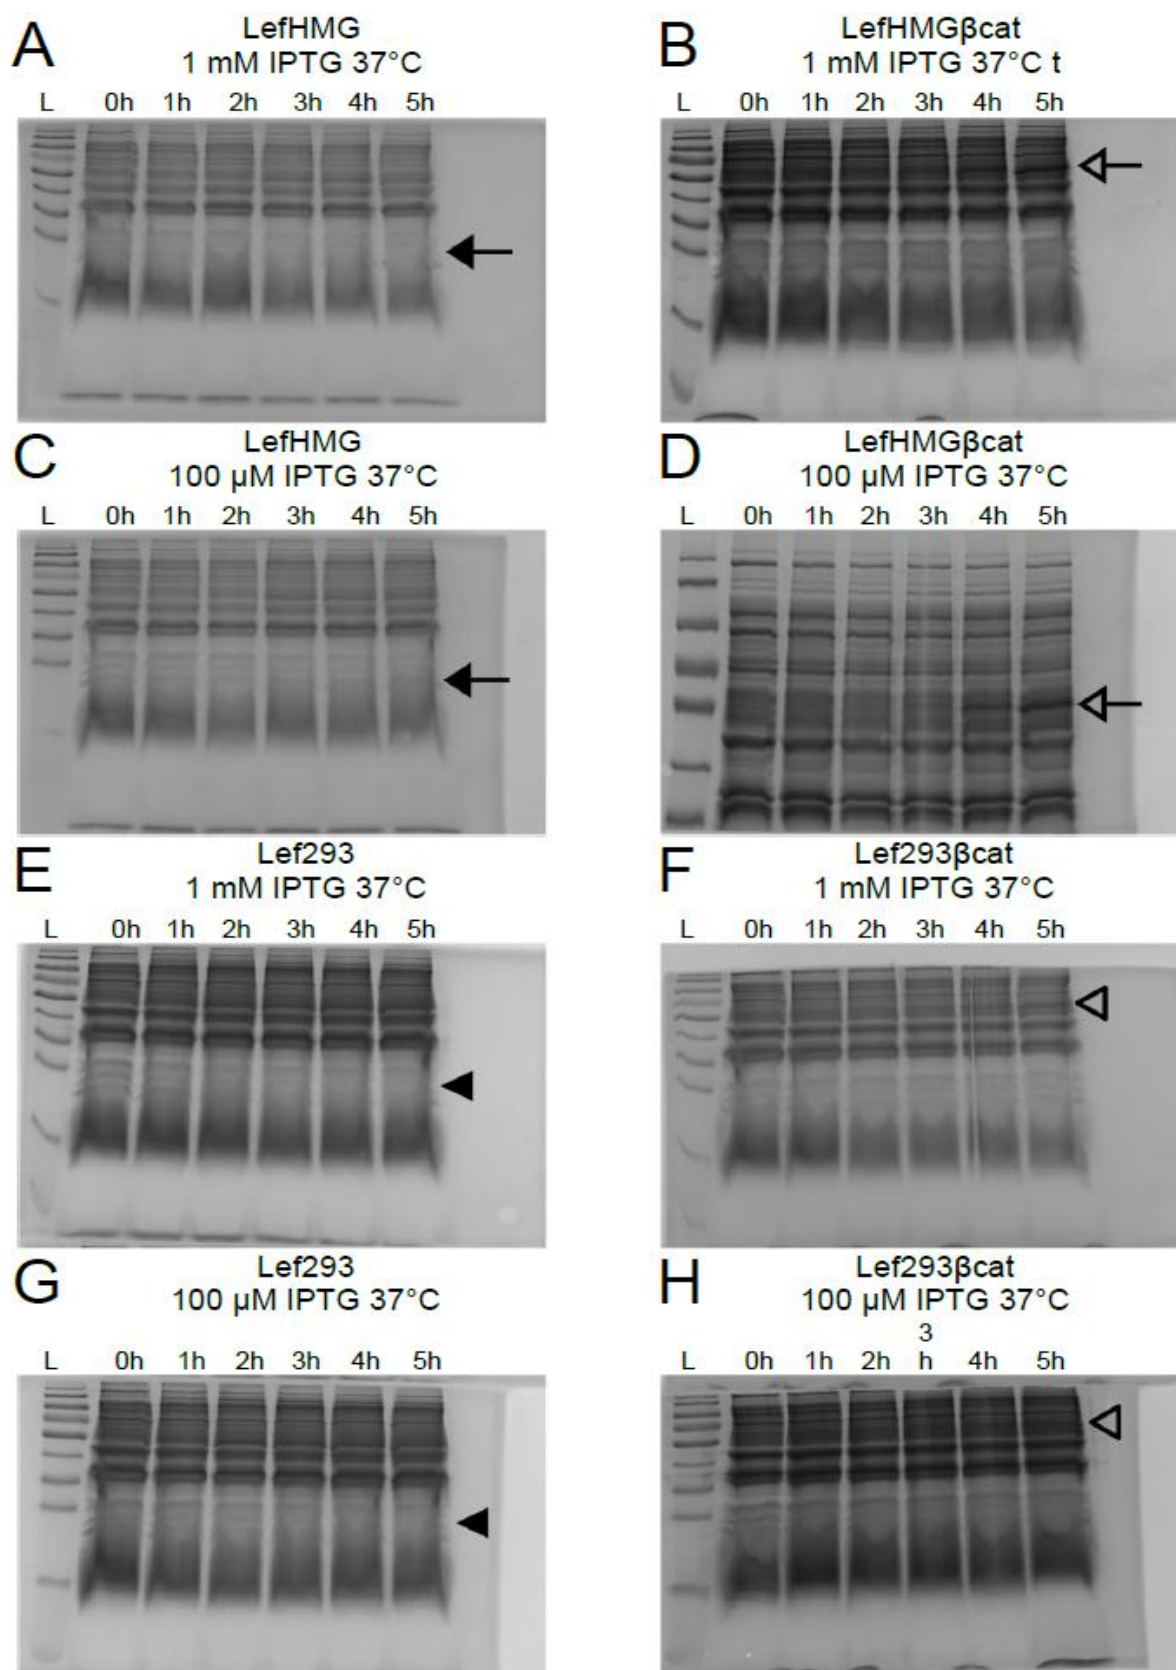 A
LefHMG
1 mM IPTG 37°C
L 0h 1h 2h 3h 4h 5h
B
LefHMGβcat
1 mM IPTG 37°C t
L 0h 1h 2h 3h 4h 5h
C
LefHMG
100 µM IPTG 37°C
L 0h 1h 2h 3h 4h 5h
D
LefHMGβcat
100 µM IPTG 37°C
L 0h 1h 2h 3h 4h 5h
E
Lef293
1 mM IPTG 37°C
L 0h 1h 2h 3h 4h 5h
F
Lef293βcat
1 mM IPTG 37°C
L 0h 1h 2h 3h 4h 5h
G
Lef293
100 µM IPTG 37°C
L 0h 1h 2h 3h 4h 5h
H
Lef293βcat
100 µM IPTG 37°C
3
L 0h 1h 2h h 4h 5h